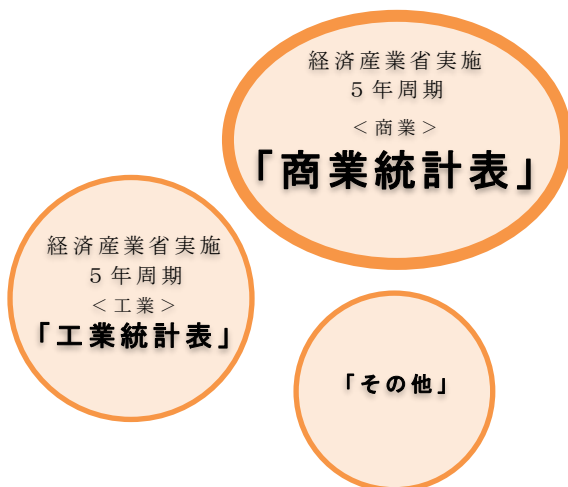 経済産業省実施
５年周期
＜商業＞
「商業統計表」
経済産業省実施
５年周期
＜工業＞
「工業統計表」
「その他」